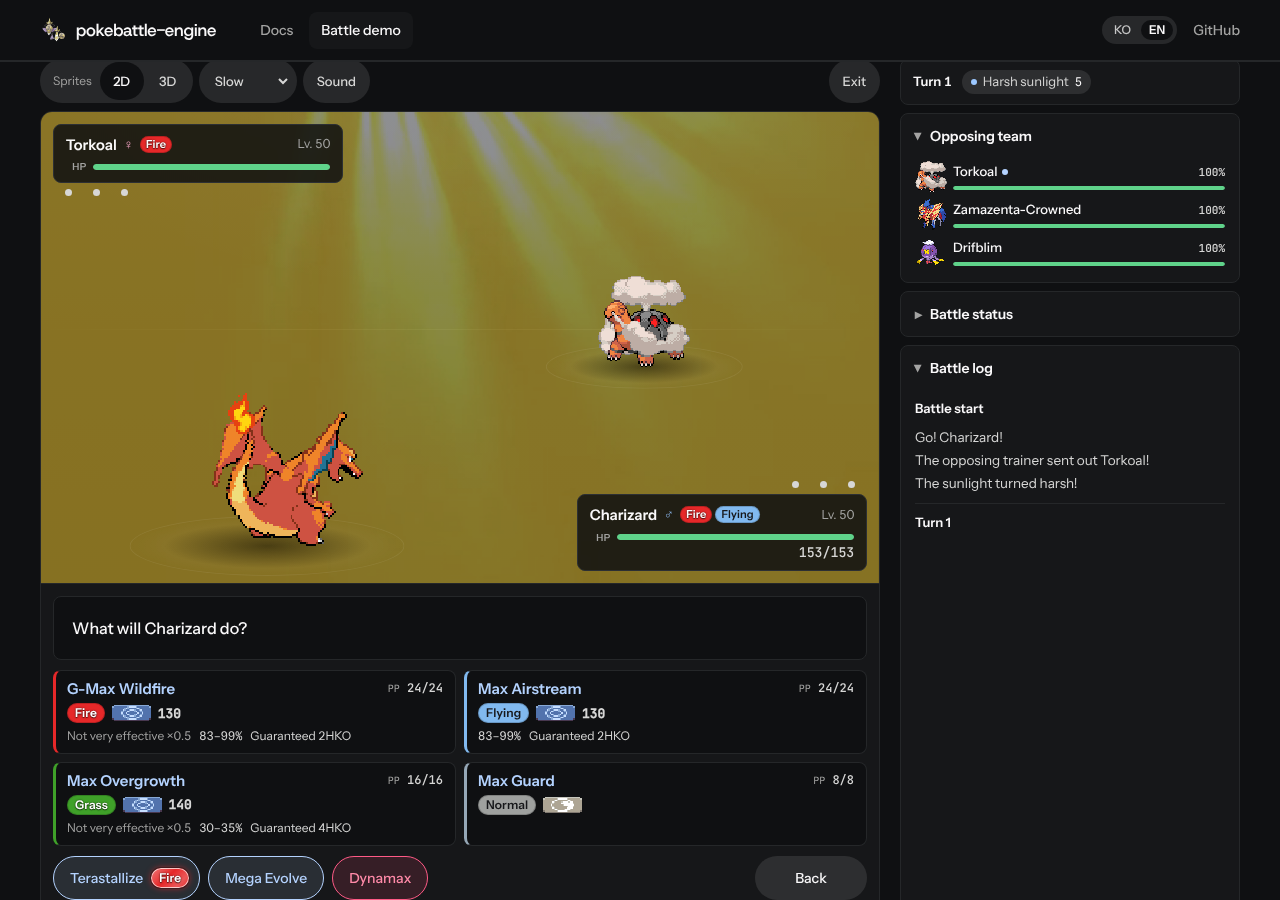 pokebattle-engine
Docs
Battle demo
KO
EN
GitHub
Sprites
2D
3D
Slow
Sound
Exit
Torkoal ♀ Fire Lv. 50
HP
Charizard ♂ Fire Flying Lv. 50
HP
153/153
What will Charizard do?
G-Max Wildfire PP 24/24
Fire 130
Not very effective ×0.5 83–99% Guaranteed 2HKO
Max Airstream PP 24/24
Flying 130
83–99% Guaranteed 2HKO
Max Overgrowth PP 16/16
Grass 140
Not very effective ×0.5 30–35% Guaranteed 4HKO
Max Guard PP 8/8
Normal
Terastallize Fire
Mega Evolve
Dynamax
Back
Turn 1 Harsh sunlight 5
Opposing team
Torkoal 100%
Zamazenta-Crowned 100%
Drifblim 100%
Battle status
Battle log
Battle start
Go! Charizard!
The opposing trainer sent out Torkoal!
The sunlight turned harsh!
Turn 1